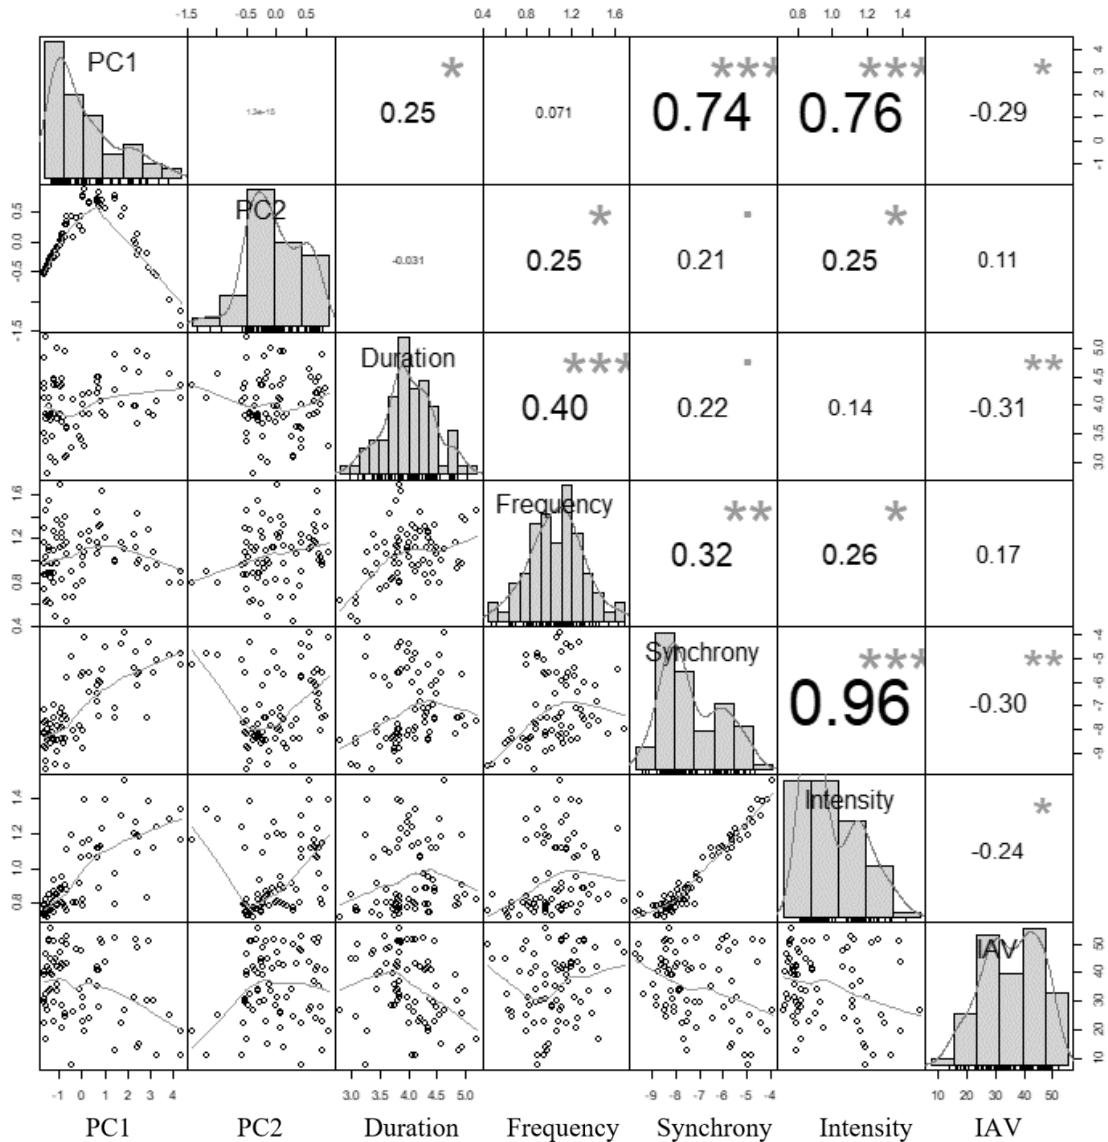 -1.5 -0.5 0.0 0.5 0.4 0.8 1.2 1.6 0.8 1.0 1.2 1.4
PC1 * *** *** *
0.25 0.071 0.74 0.76 -0.29
-1 0 1 2 3 4
PC2 * . *
-0.031 0.25 0.21 0.25 0.11
-1.5 -0.5 0.0 0.5
Duration *** . **
0.40 0.22 0.14 -0.31
3.0 3.5 4.0 4.5 5.0
Frequency ** *
0.32 0.26 0.17
0.4 0.8 1.2 1.6
Synchrony *** **
0.96 -0.30
-9 -8 -7 -6 -5 -4
Intensity *
-0.24
0.8 1.0 1.2 1.4
IAV
10 20 30 40 50
-1 0 1 2 3 4 3.0 3.5 4.0 4.5 5.0 -9 -8 -7 -6 -5 -4 10 20 30 40 50
PC1 PC2 Duration Frequency Synchrony Intensity IAV